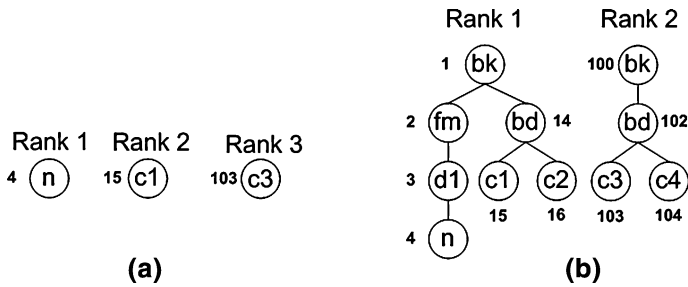 Rank 1 Rank 2
1 bk 100 bk
2 fm bd 14 bd 102
Rank 1 Rank 2 Rank 3
4 n 15 c1 103 c3
3 d1 c1 c2 c3 c4
15 16 103 104
4 n
(a) (b)